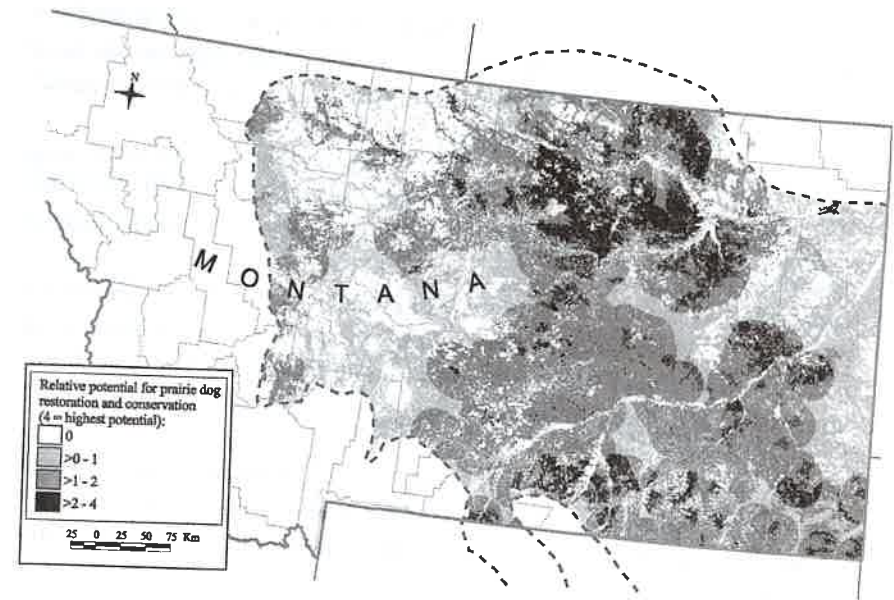 N
MONTANA
Relative potential for prairie dog
restoration and conservation
(4 = highest potential):
0
>0 - 1
>1 - 2
>2 - 4
25 0 25 50 75 Km